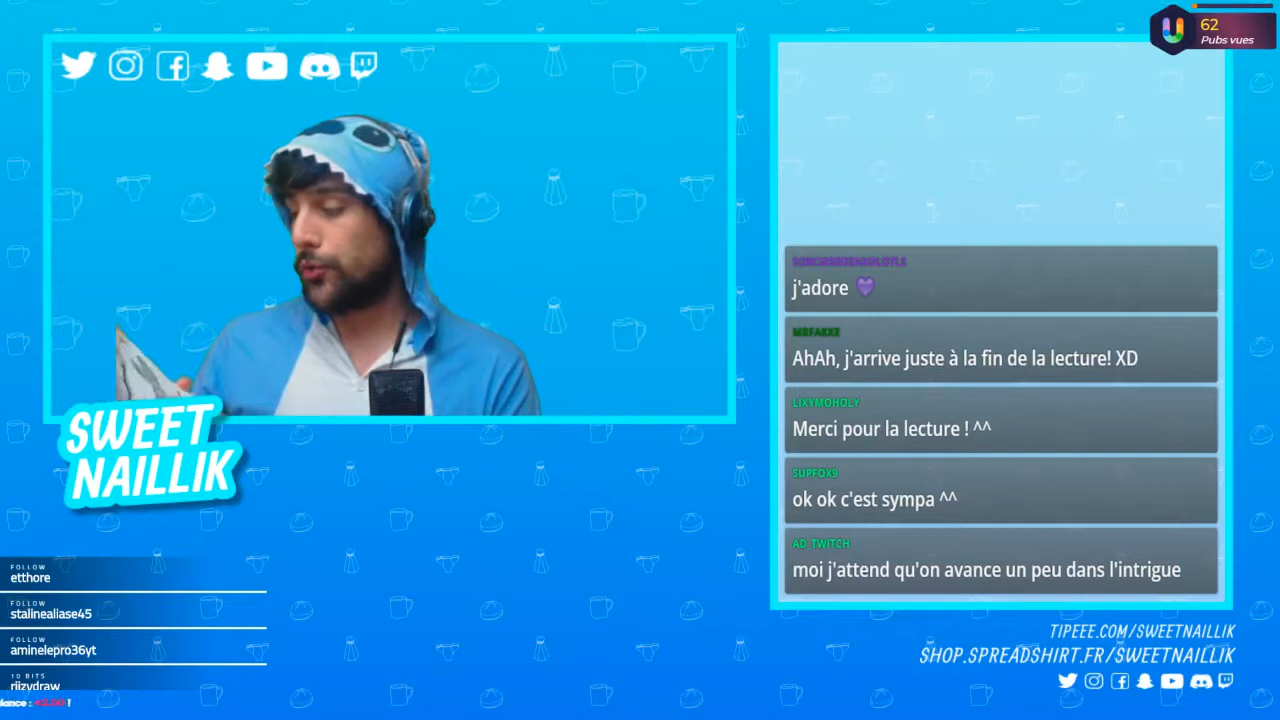 62
Pubs vues
j'adore
MRFAXXE
AhAh, j'arrive juste à la fin de la lecture! XD
LIXYMOHOLY
Merci pour la lecture ! ^^
SUPFOX9
ok ok c'est sympa ^^
AD_TWITCH
moi j'attend qu'on avance un peu dans l'intrigue
SWEET
NAILLIK
FOLLOW
etthore
FOLLOW
stalinealiase45
FOLLOW
aminelepro36yt
10 BITS
riizydraw
TIPEEE.COM/SWEETNAILLIK
SHOP.SPREADSHIRT.FR/SWEETNAILLIK